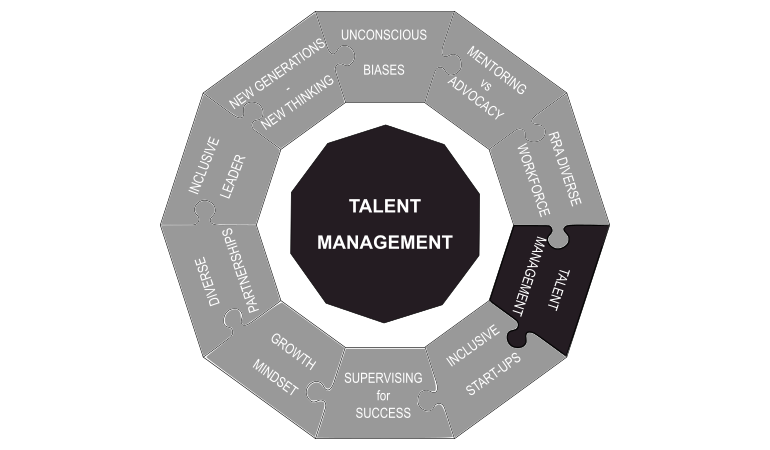 UNCONSCIOUS
BIASES
MENTORING
vs
ADVOCACY
RRA DIVERSE
WORKFORCE
TALENT
MANAGEMENT
INCLUSIVE
START-UPS
SUPERVISING
for
SUCCESS
GROWTH
MINDSET
DIVERSE
PARTNERSHIPS
INCLUSIVE
LEADER
NEW GENERATIONS
-
NEW THINKING
TALENT
MANAGEMENT